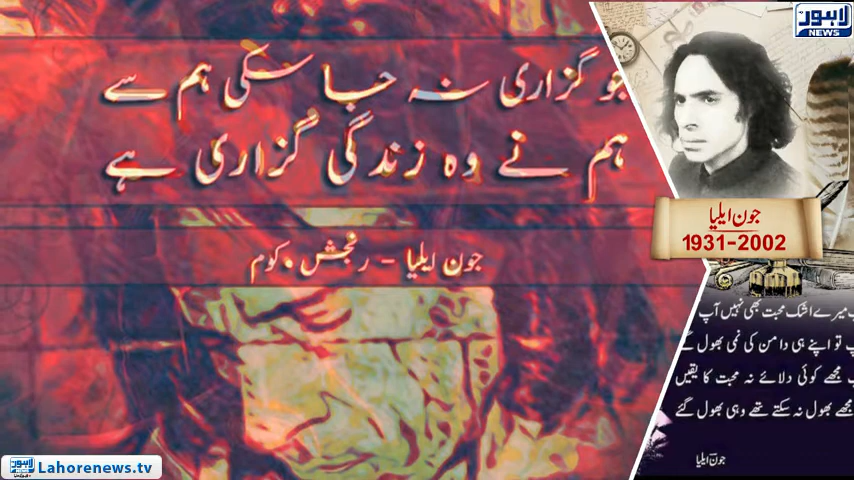 جو گزاری نہ جا سکی ہم سے
ہم نے وہ زندگی گزاری ہے
جون ایلیا - رنجش.کوم
لاہور
NEWS
جون ایلیا
1931-2002
میرے اشک محبت بھی نہیں آپ
تو اپنے ہی دامن کی نمی بھول گئے
مجھے کوئی دلائے نہ محبت کا یقیں
مجھے بھول نہ سکتے تھے وہی بھول گئے
جون ایلیا
لاہور
Lahorenews.tv